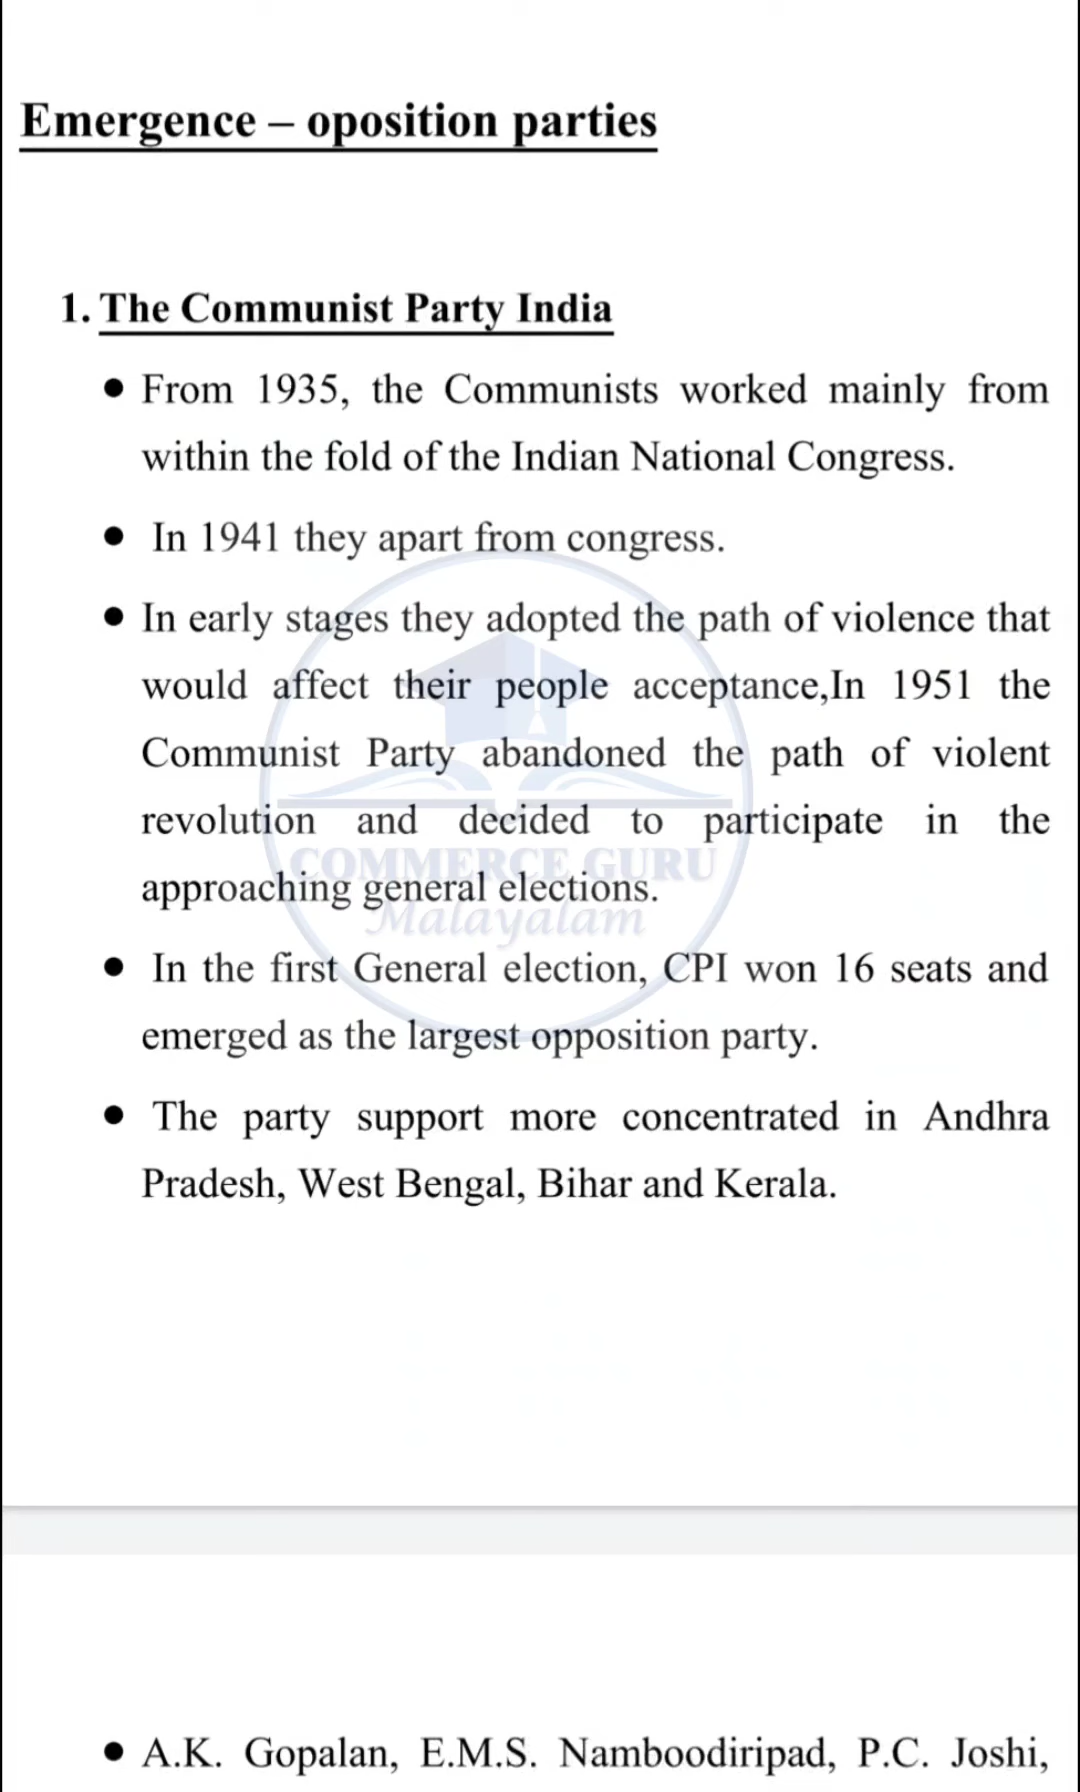 Emergence – oposition parties
1. The Communist Party India
● From 1935, the Communists worked mainly from
within the fold of the Indian National Congress.
● In 1941 they apart from congress.
● In early stages they adopted the path of violence that
would affect their people acceptance,In 1951 the
Communist Party abandoned the path of violent
revolution and decided to participate in the
approaching general elections.
COMMERCE GURU
Malayalam
● In the first General election, CPI won 16 seats and
emerged as the largest opposition party.
● The party support more concentrated in Andhra
Pradesh, West Bengal, Bihar and Kerala.
● A.K. Gopalan, E.M.S. Namboodiripad, P.C. Joshi,